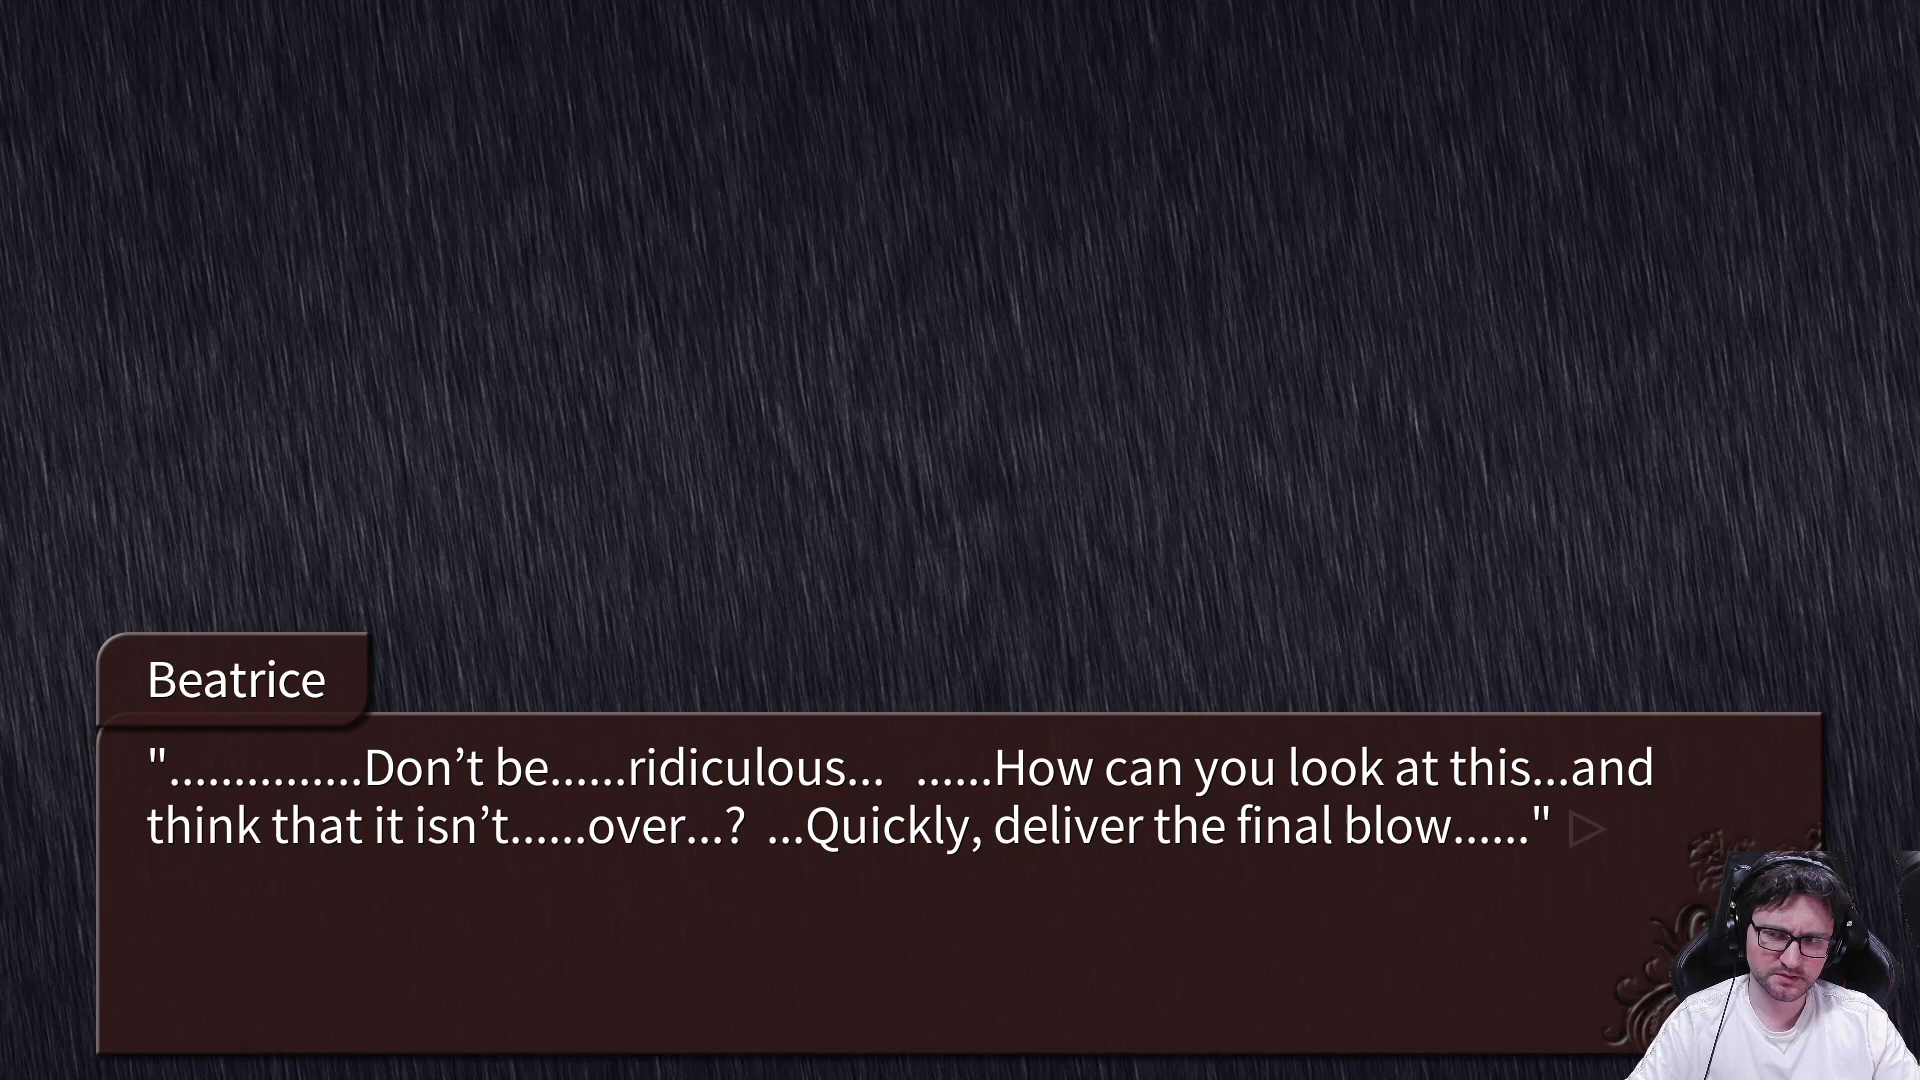 Beatrice
"...............Don’t be......ridiculous...   ......How can you look at this...and
think that it isn’t......over...?  ...Quickly, deliver the final blow......"